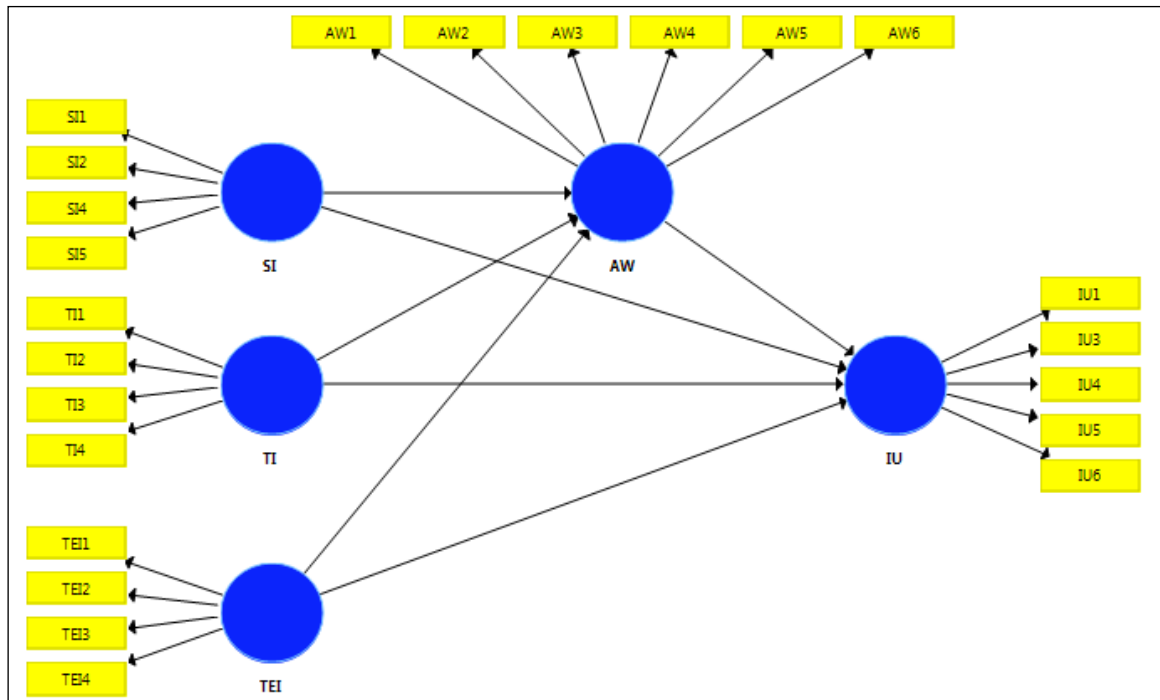 AW1 AW2 AW3 AW4 AW5 AW6
SI1
SI2
SI4
SI5
SI
AW
TI1
TI2
TI3
TI4
TI
IU1
IU3
IU4
IU5
IU6
IU
TEI1
TEI2
TEI3
TEI4
TEI